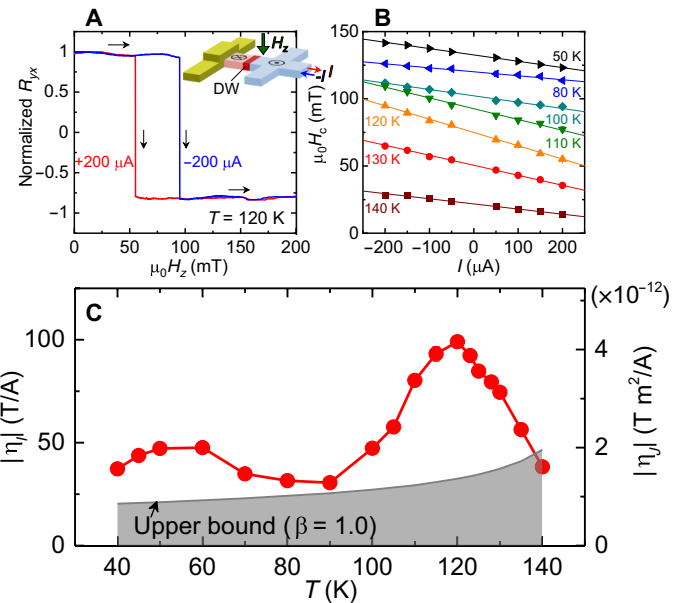 A
Normalized R_yx
1
0.5
0
−0.5
−1
H_z
DW
I
-I
+200 μA
−200 μA
T = 120 K
0
50
100
150
200
μ₀H_z (mT)
B
μ₀H_c (mT)
150
100
50
0
50 K
80 K
100 K
110 K
120 K
130 K
140 K
-200
0
200
I (μA)
C
(×10⁻¹²)
|η_I| (T/A)
100
50
0
|η_J| (T m²/A)
4
2
0
Upper bound (β = 1.0)
40
60
80
100
120
140
T (K)